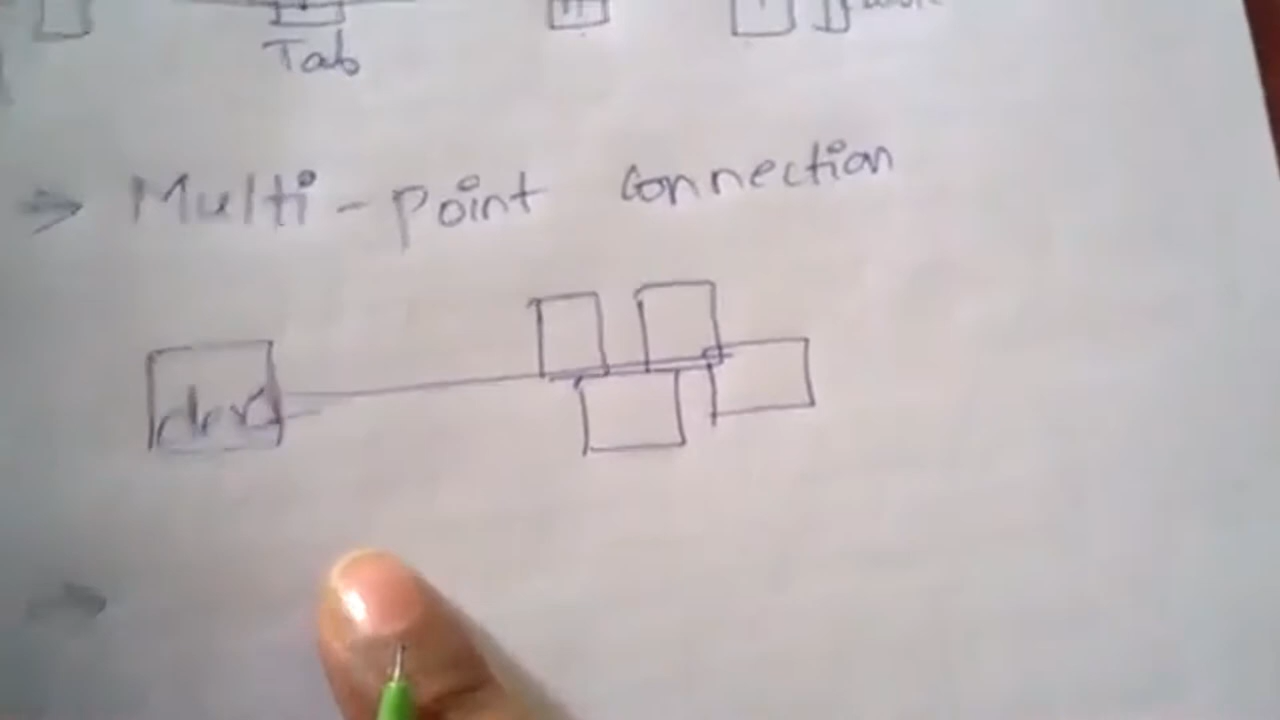 Tab
→ Multi-point connection